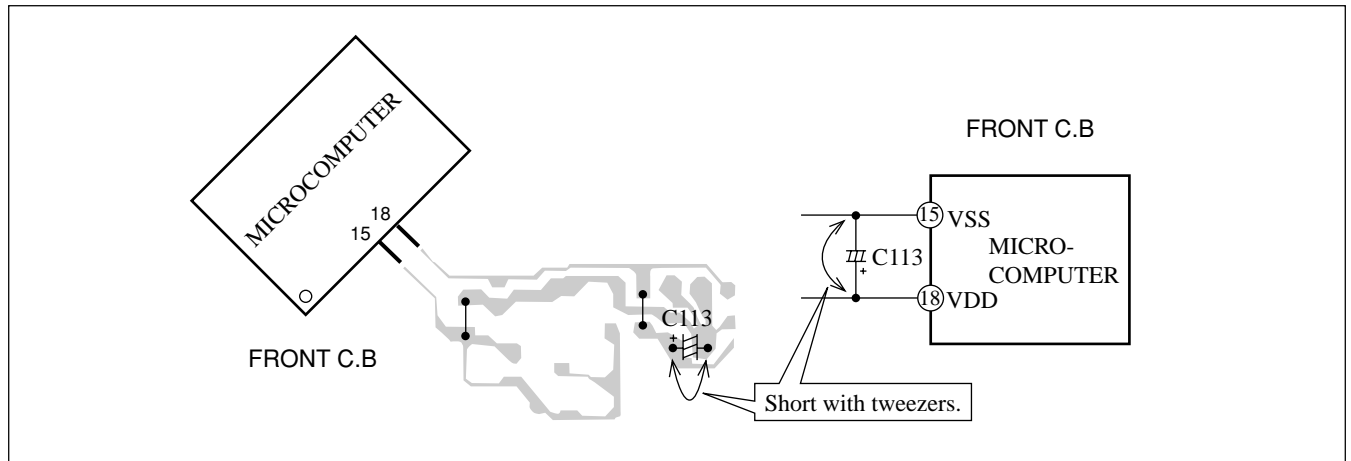 MICROCOMPUTER
18
15
FRONT C.B
C113
+
Short with tweezers.
FRONT C.B
15 VSS
C113
+
MICRO-
COMPUTER
18 VDD